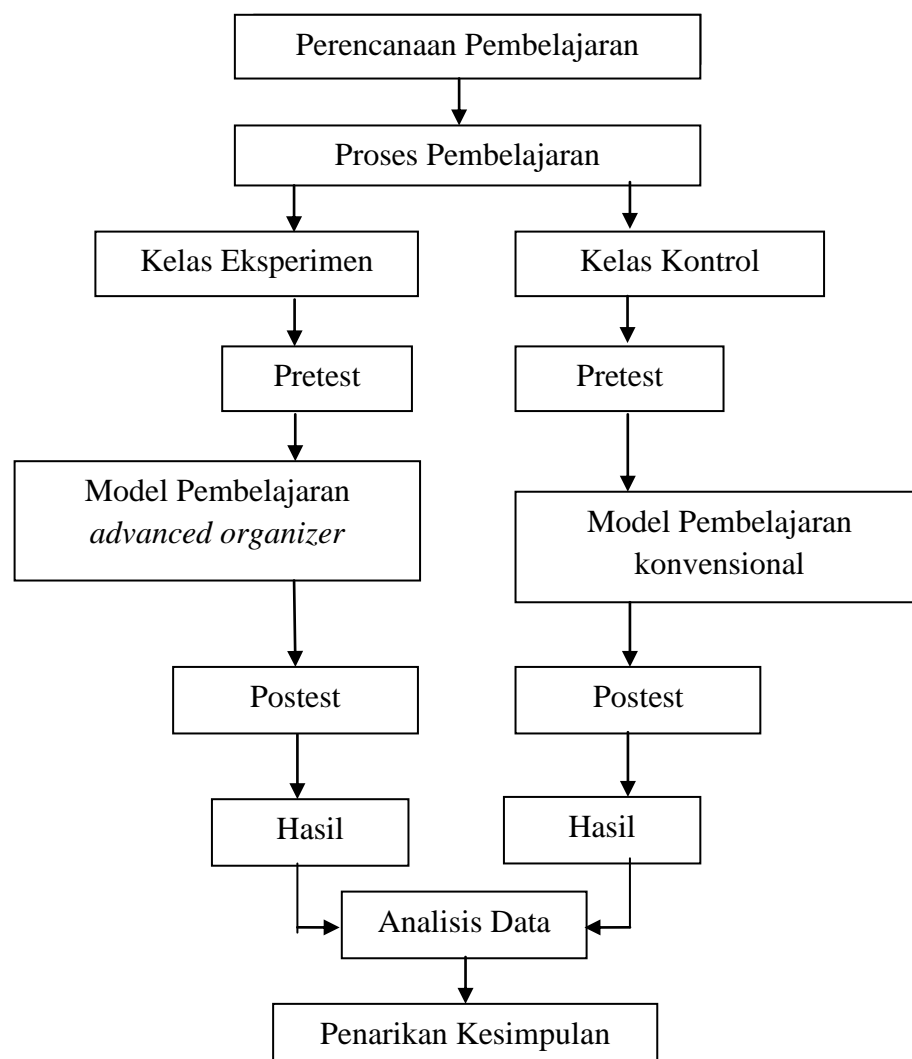 Perencanaan Pembelajaran
Proses Pembelajaran
Kelas Eksperimen
Kelas Kontrol
Pretest
Pretest
Model Pembelajaran
advanced organizer
Model Pembelajaran
konvensional
Postest
Postest
Hasil
Hasil
Analisis Data
Penarikan Kesimpulan